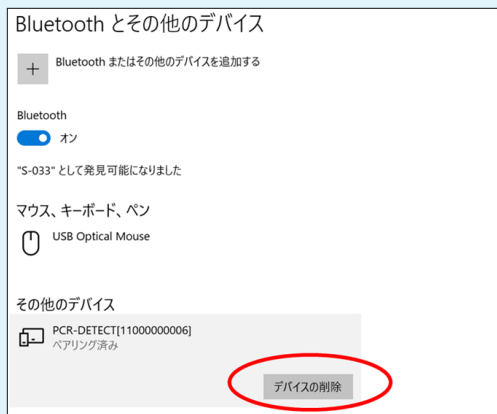 Bluetooth とその他のデバイス
Bluetooth またはその他のデバイスを追加する
Bluetooth
オン
"S-033" として発見可能になりました
マウス、キーボード、ペン
USB Optical Mouse
その他のデバイス
PCR-DETECT[11000000006]
ペアリング済み
デバイスの削除